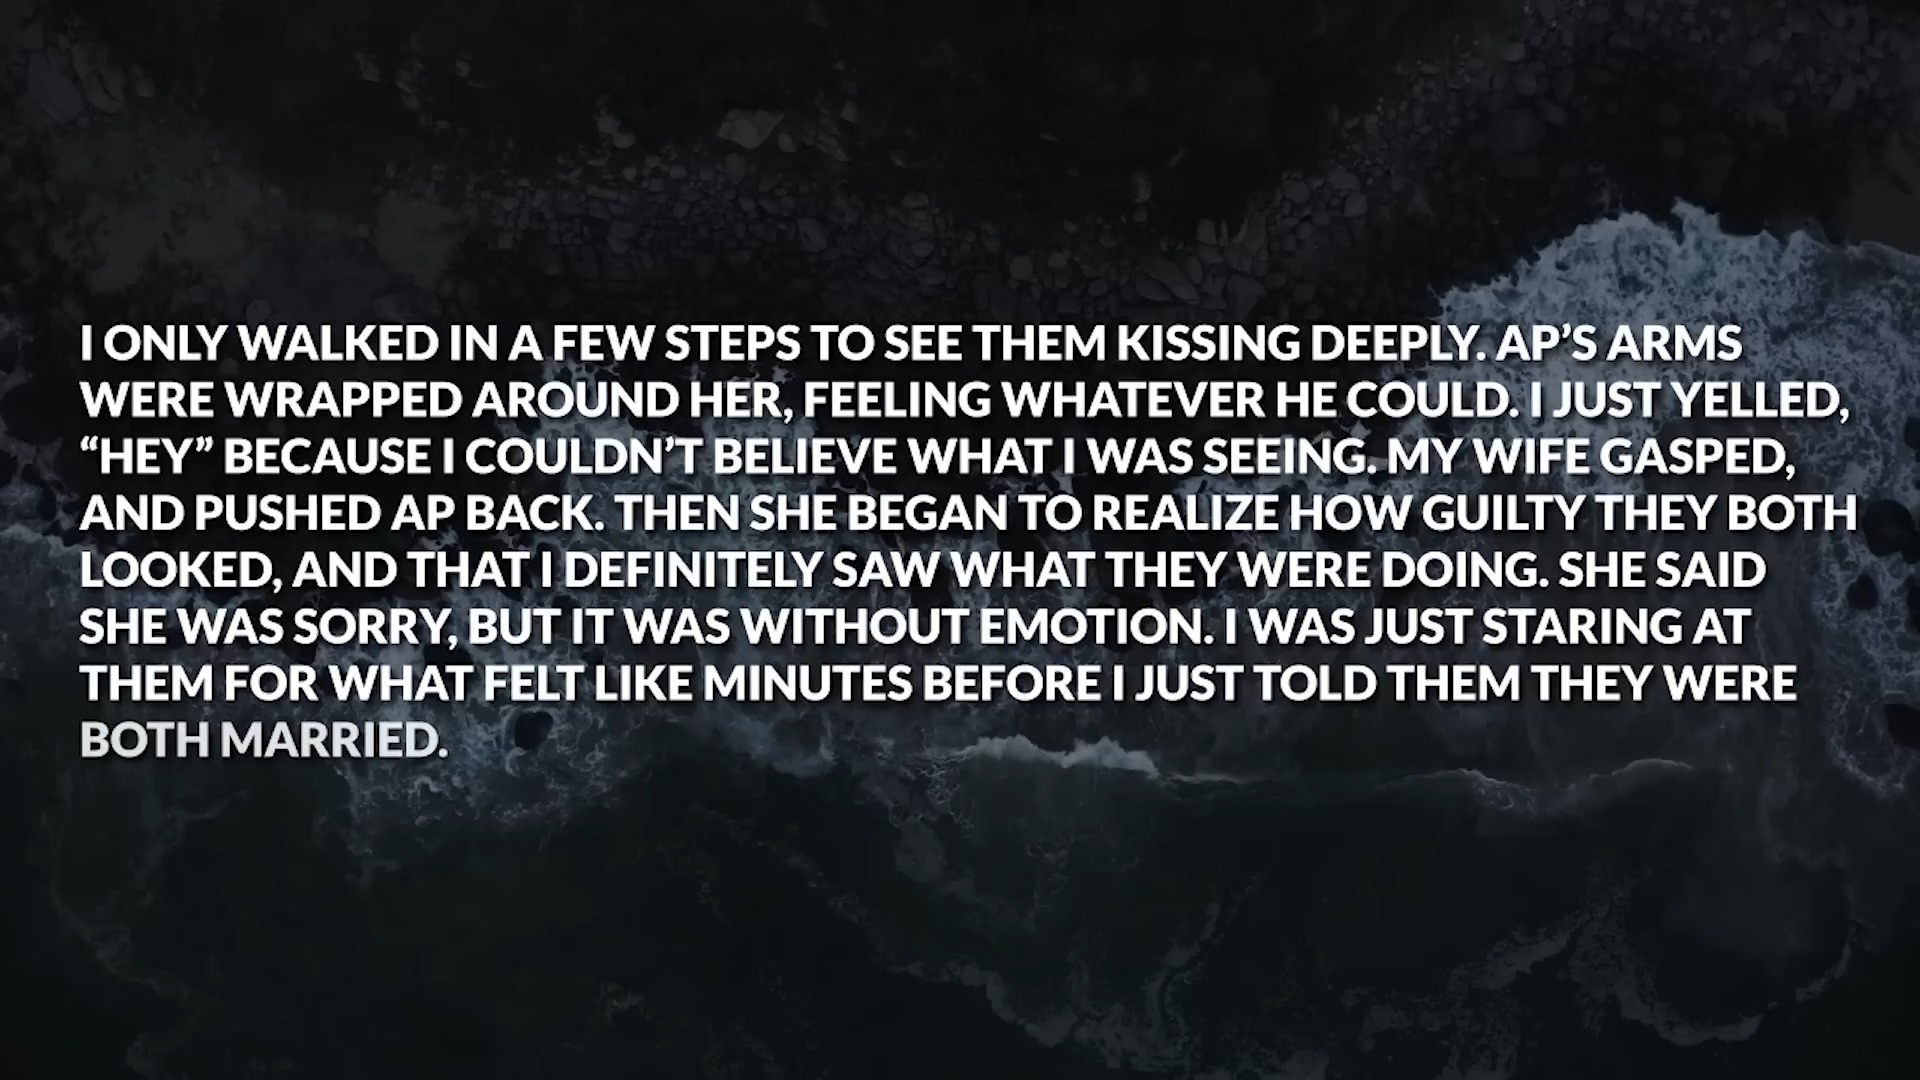 I ONLY WALKED IN A FEW STEPS TO SEE THEM KISSING DEEPLY. AP’S ARMS
WERE WRAPPED AROUND HER, FEELING WHATEVER HE COULD. I JUST YELLED,
“HEY” BECAUSE I COULDN’T BELIEVE WHAT I WAS SEEING. MY WIFE GASPED,
AND PUSHED AP BACK. THEN SHE BEGAN TO REALIZE HOW GUILTY THEY BOTH
LOOKED, AND THAT I DEFINITELY SAW WHAT THEY WERE DOING. SHE SAID
SHE WAS SORRY, BUT IT WAS WITHOUT EMOTION. I WAS JUST STARING AT
THEM FOR WHAT FELT LIKE MINUTES BEFORE I JUST TOLD THEM THEY WERE
BOTH MARRIED.